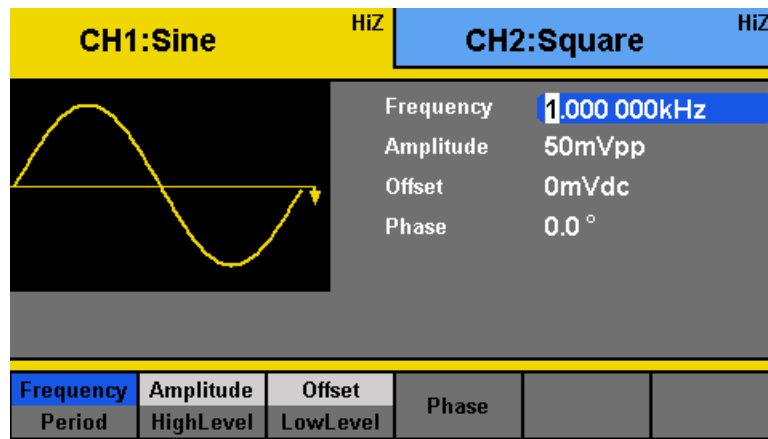 CH1:Sine
HiZ
CH2:Square
HiZ
Frequency 1.000 000kHz
Amplitude 50mVpp
Offset 0mVdc
Phase 0.0 °
Frequency Amplitude Offset Phase
Period HighLevel LowLevel